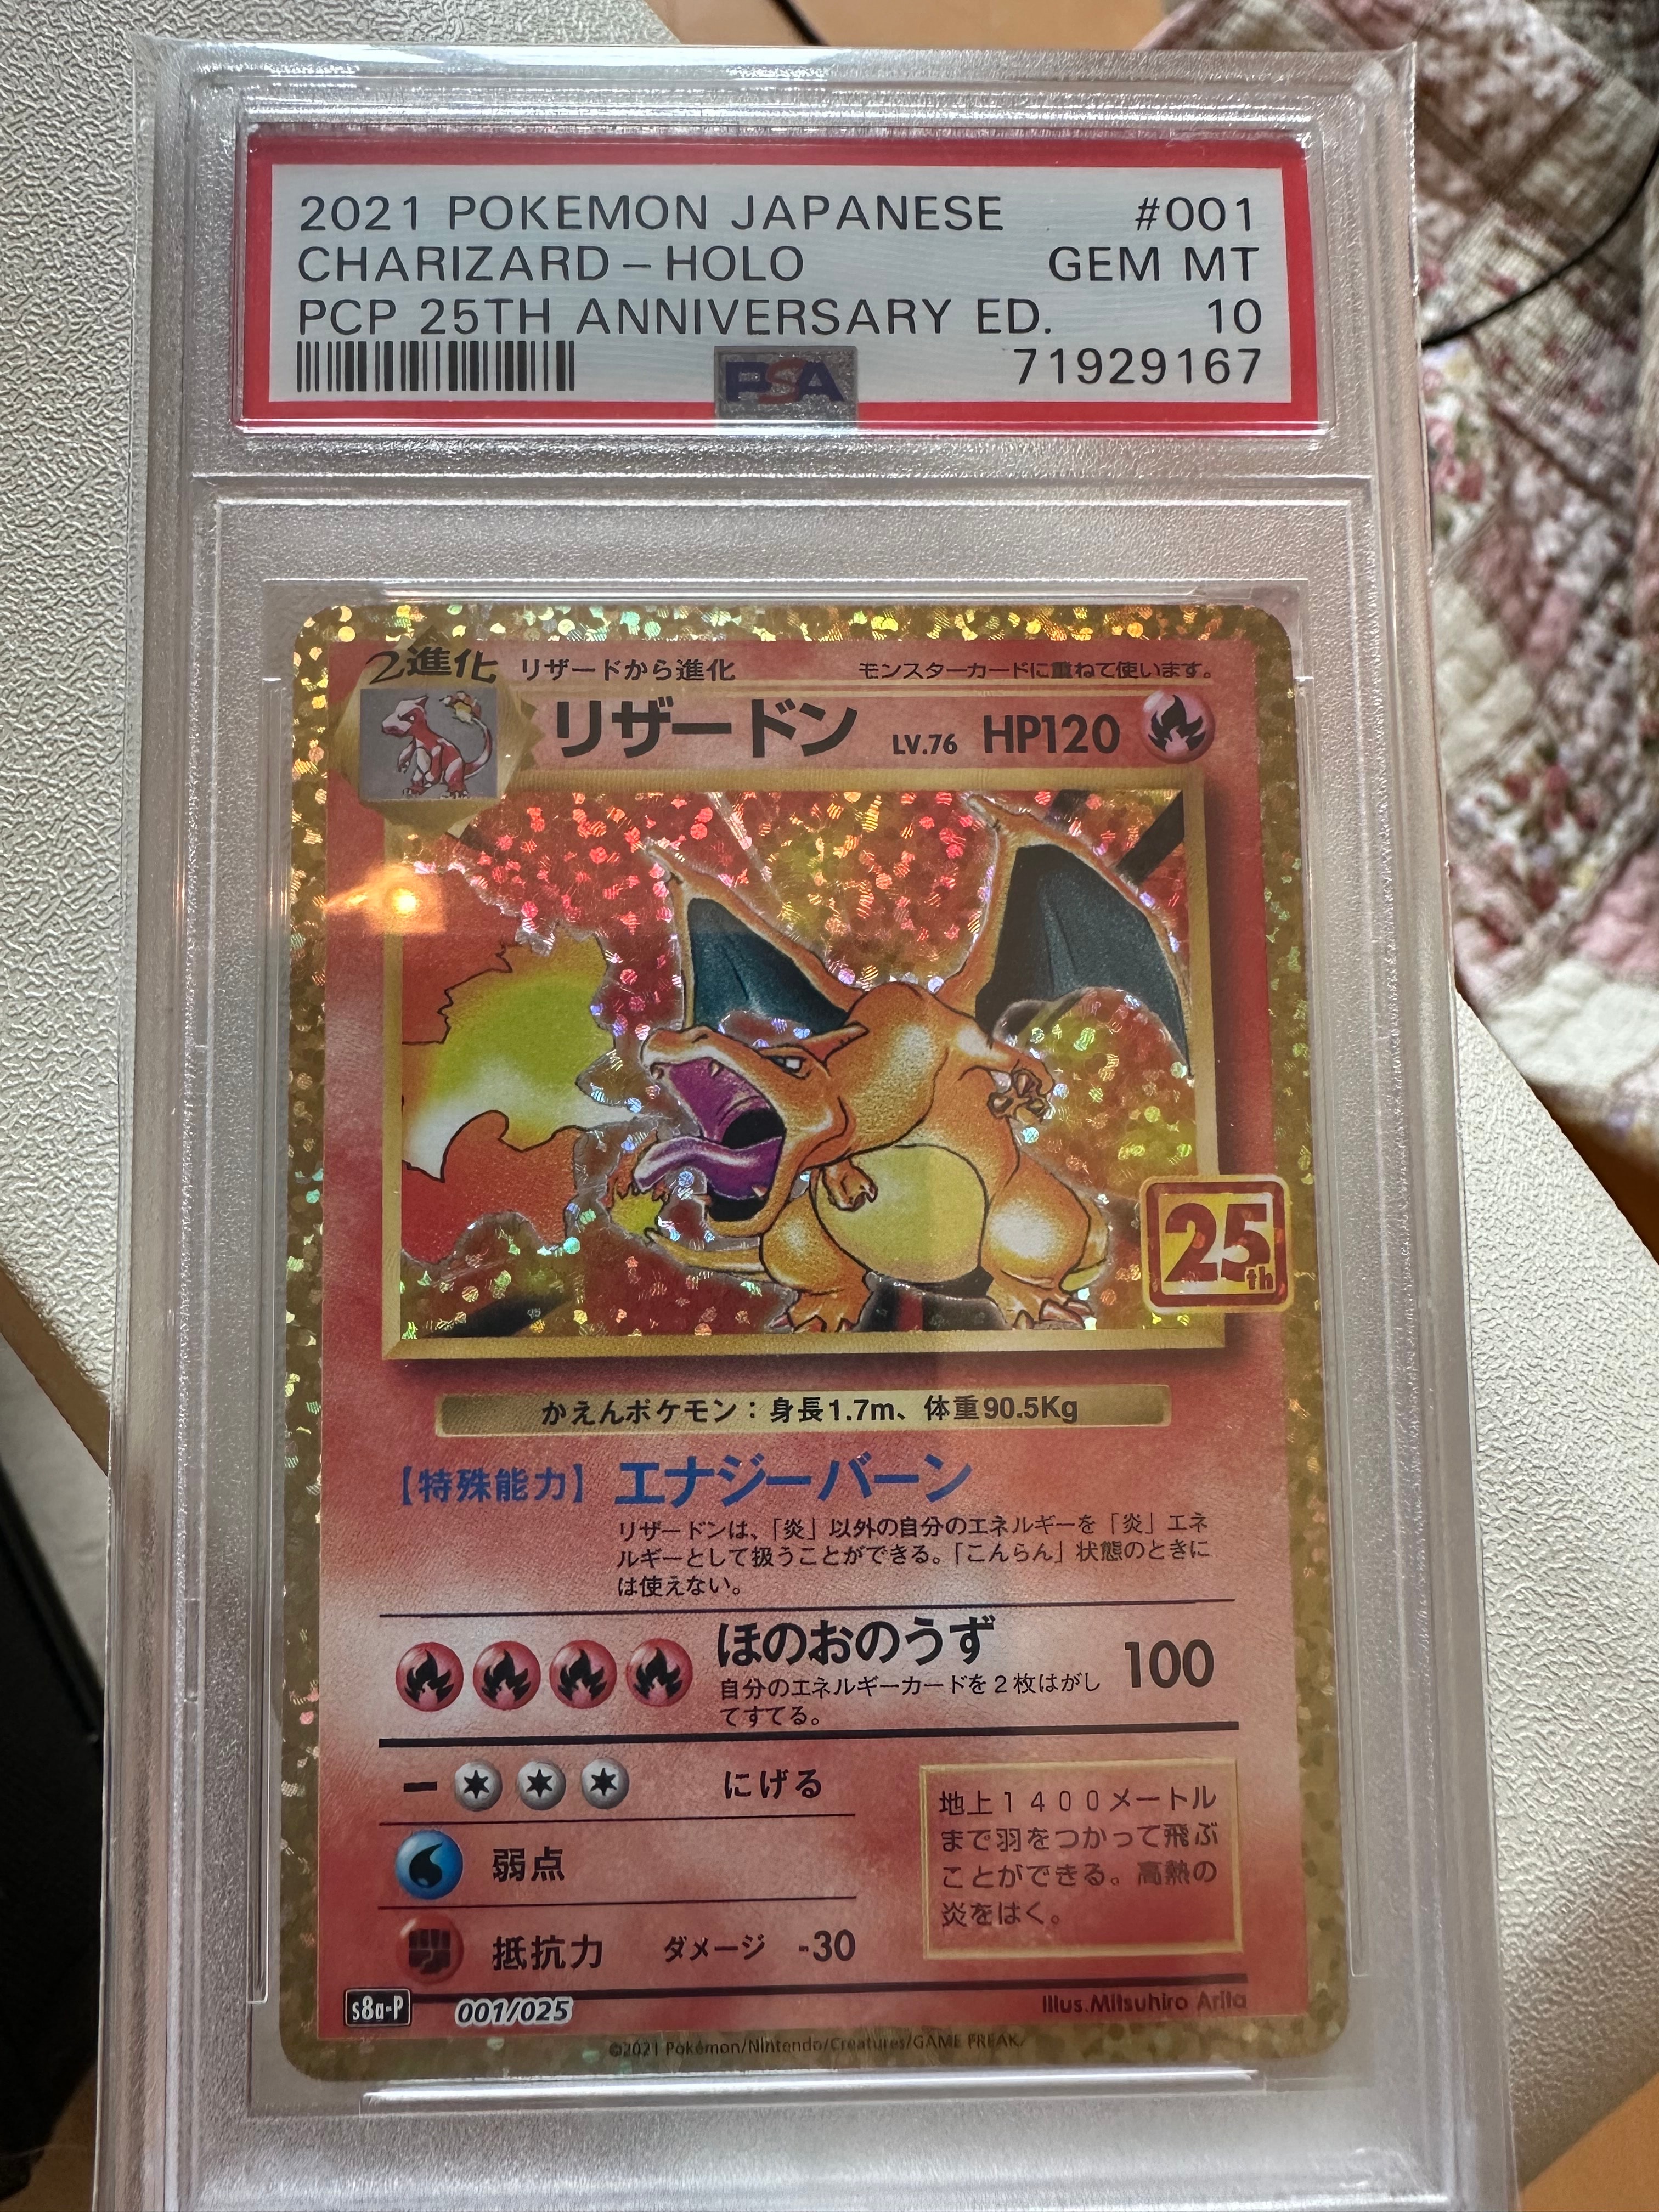 2021 POKEMON JAPANESE #001
CHARIZARD-HOLO GEM MT
PCP 25TH ANNIVERSARY ED. 10
PSA 71929167
2進化 リザードから進化 モンスターカードに重ねて使います。
リザードン LV.76 HP120
25th
かえんポケモン：身長1.7m、体重90.5Kg
【特殊能力】エナジーバーン
リザードンは、「炎」以外の自分のエネルギーを「炎」エネ
ルギーとして扱うことができる。「こんらん」状態のときに
は使えない。
ほのおのうず 100
自分のエネルギーカードを2枚はがし
てすてる。
ー にげる
弱点
抵抗力 ダメージ -30
地上1400メートル
まで羽をつかって飛ぶ
ことができる。高熱の
炎をはく。
s8a-P 001/025 Illus.Mitsuhiro Arita
©2021 Pokémon/Nintendo/Creatures/GAME FREAK.